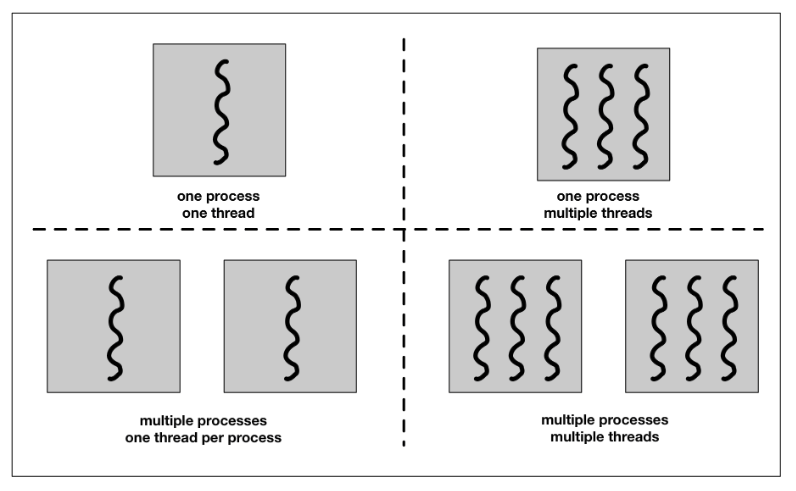 one process
one thread
one process
multiple threads
multiple processes
one thread per process
multiple processes
multiple threads